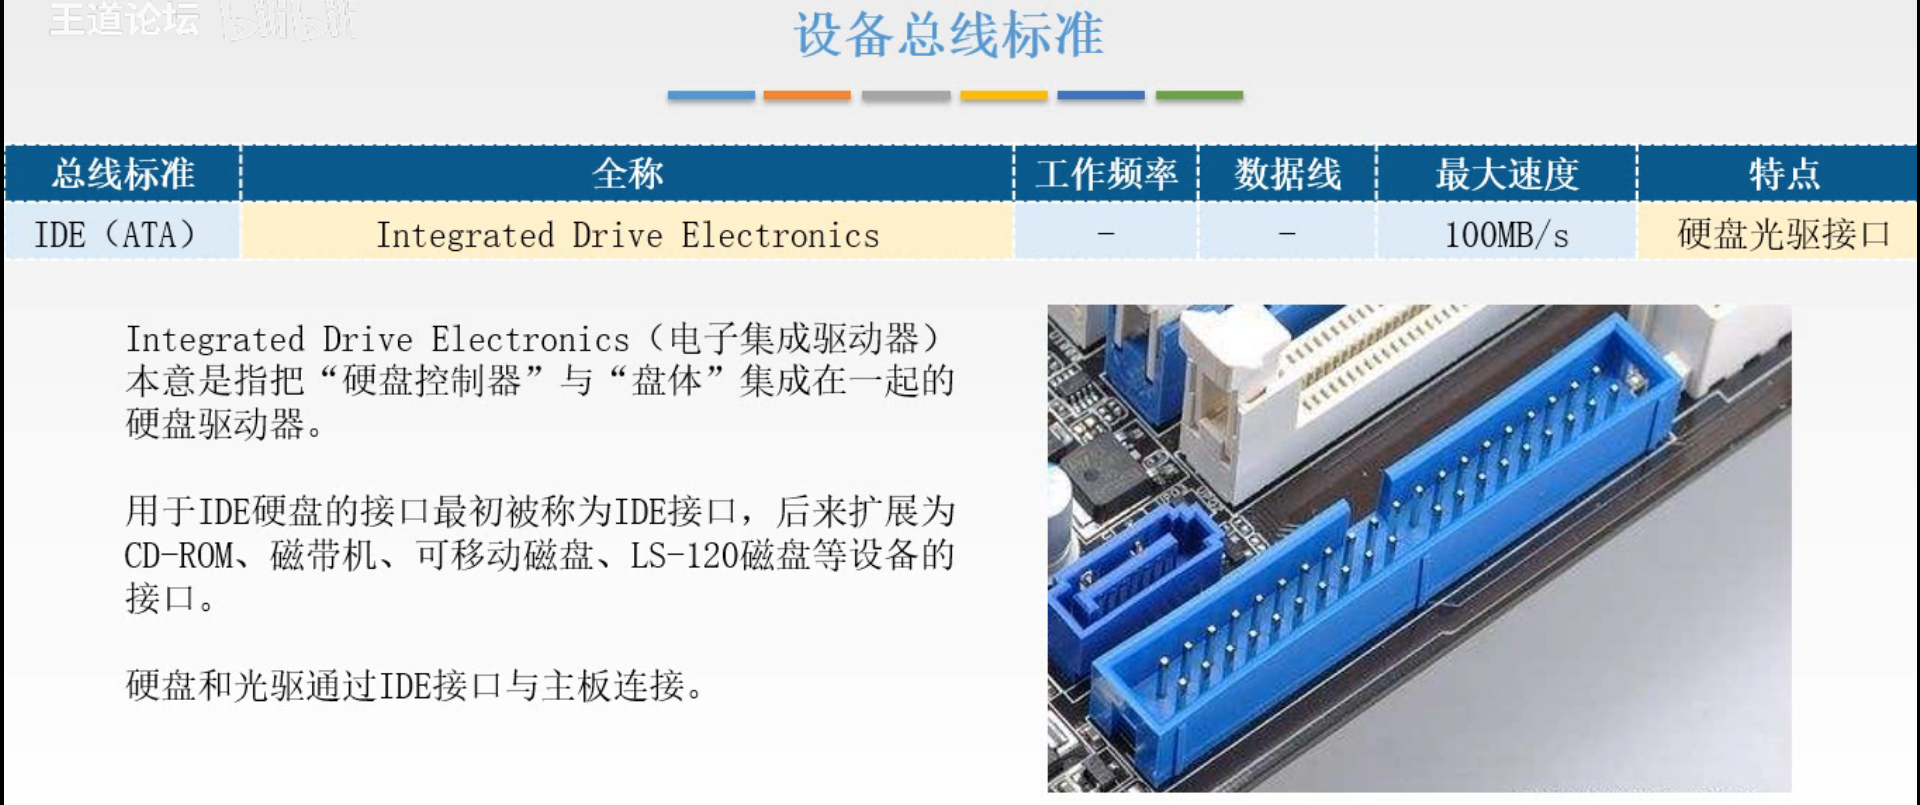 王道论坛 bilibili
设备总线标准
总线标准 全称 工作频率 数据线 最大速度 特点
IDE（ATA） Integrated Drive Electronics - - 100MB/s 硬盘光驱接口
Integrated Drive Electronics（电子集成驱动器）
本意是指把“硬盘控制器”与“盘体”集成在一起的
硬盘驱动器。
用于IDE硬盘的接口最初被称为IDE接口，后来扩展为
CD-ROM、磁带机、可移动磁盘、LS-120磁盘等设备的
接口。
硬盘和光驱通过IDE接口与主板连接。